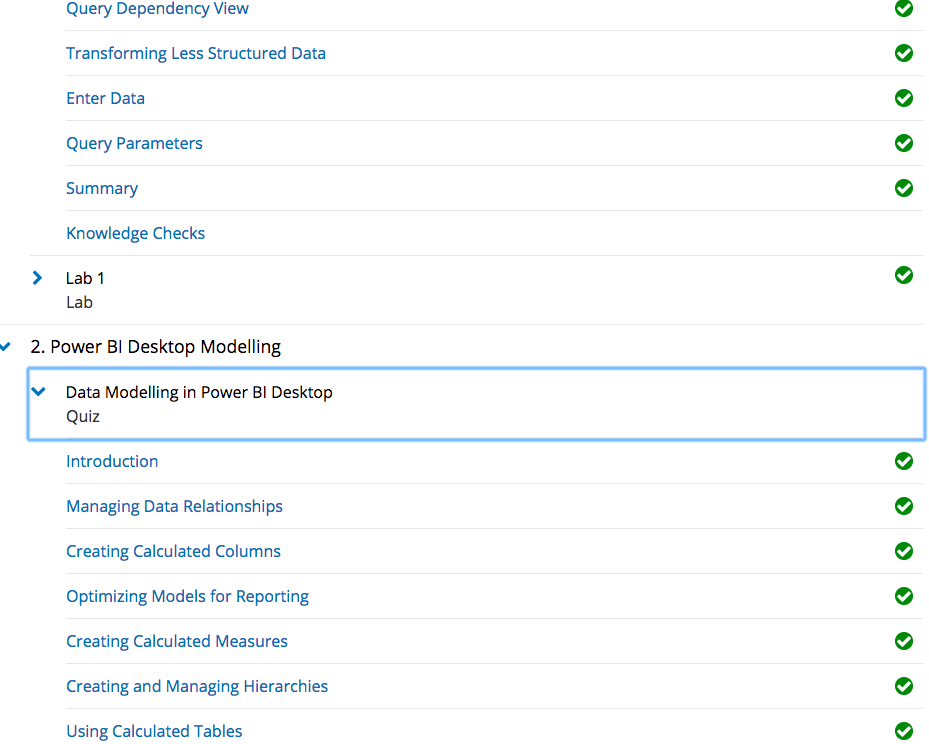 Query Dependency View
Transforming Less Structured Data
Enter Data
Query Parameters
Summary
Knowledge Checks
Lab 1
Lab
2. Power BI Desktop Modelling
Data Modelling in Power BI Desktop
Quiz
Introduction
Managing Data Relationships
Creating Calculated Columns
Optimizing Models for Reporting
Creating Calculated Measures
Creating and Managing Hierarchies
Using Calculated Tables